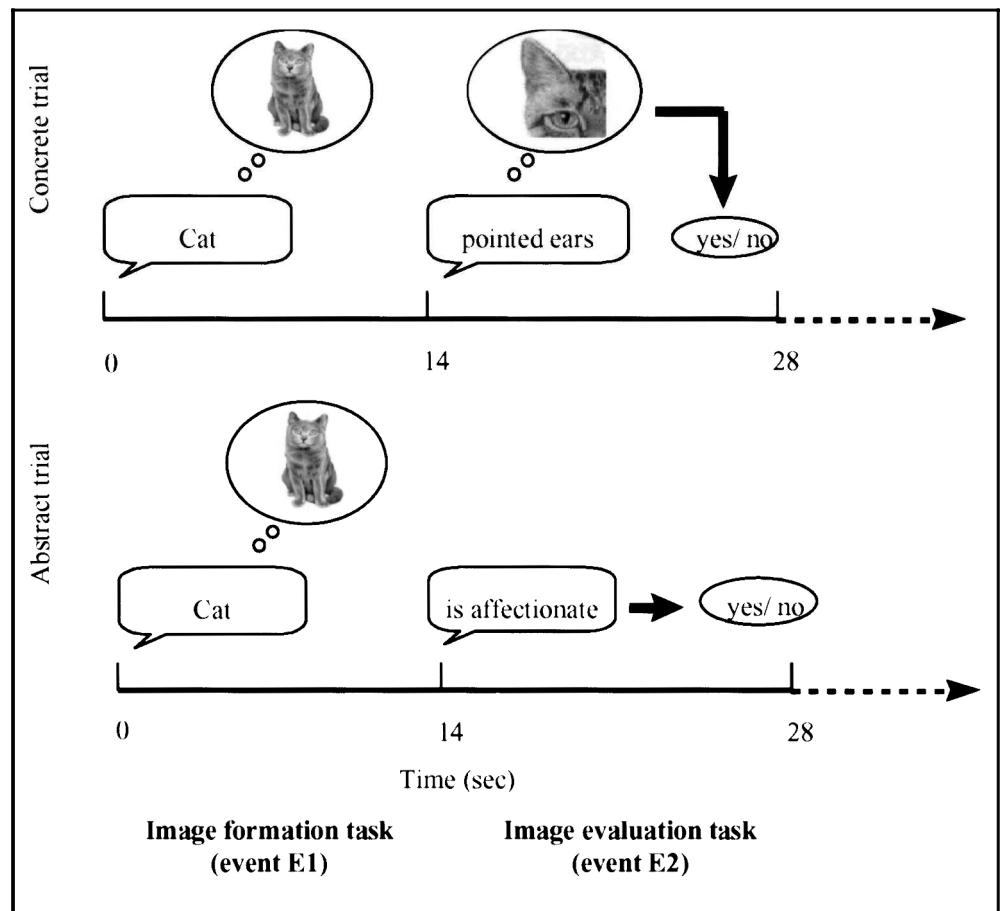 Concrete trial
Cat
pointed ears
yes/ no
0
14
28
Abstract trial
Cat
is affectionate
yes/ no
0
14
28
Time (sec)
Image formation task
(event E1)
Image evaluation task
(event E2)